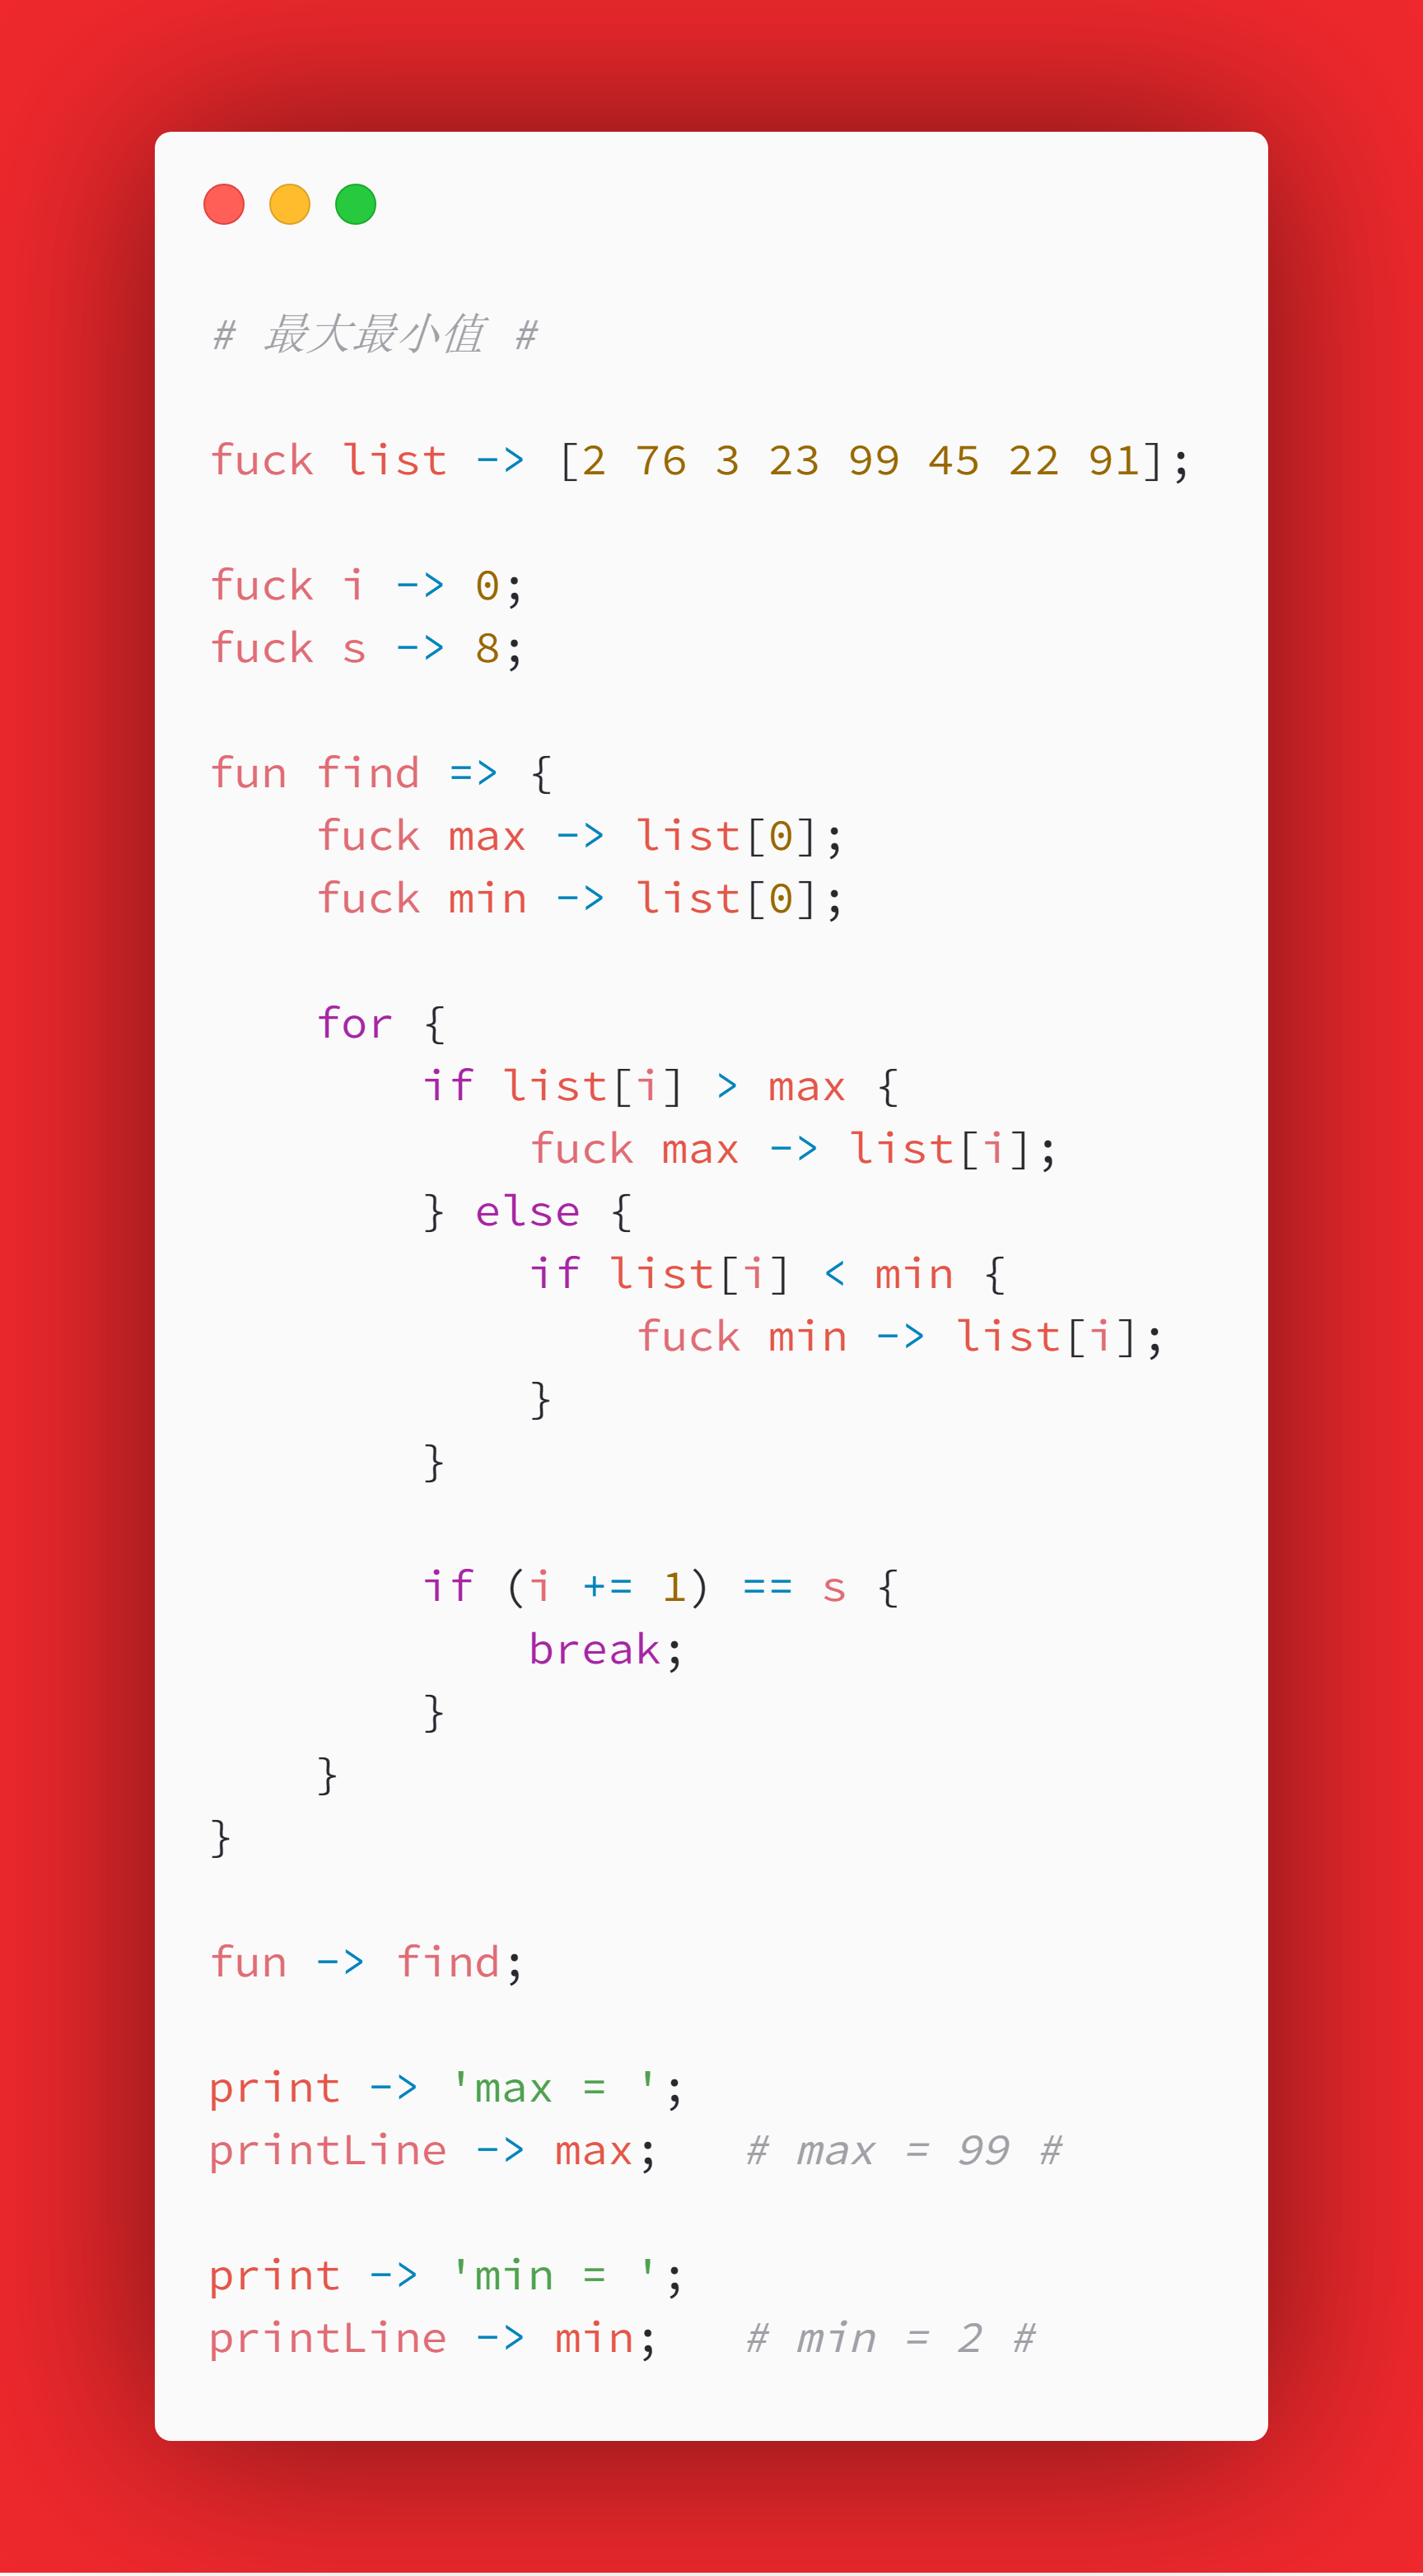 # 最大最小值 #
fuck list -> [2 76 3 23 99 45 22 91];
fuck i -> 0;
fuck s -> 8;
fun find => {
    fuck max -> list[0];
    fuck min -> list[0];
    for {
        if list[i] > max {
            fuck max -> list[i];
        } else {
            if list[i] < min {
                fuck min -> list[i];
            }
        }
        if (i += 1) == s {
            break;
        }
    }
}
fun -> find;
print -> 'max = ';
printLine -> max;   # max = 99 #
print -> 'min = ';
printLine -> min;   # min = 2 #